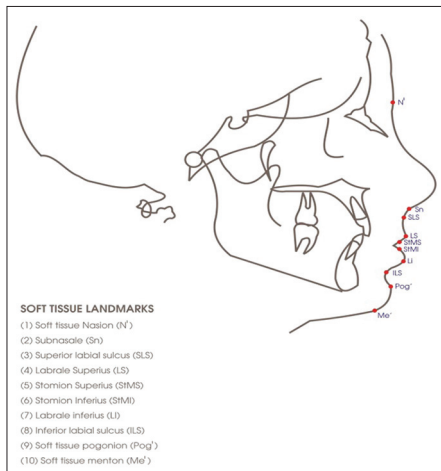 N'
Sn
SLS
LS
StMS
StMI
LI
ILS
Pog'
Me'
SOFT TISSUE LANDMARKS
(1) Soft tissue Nasion (N')
(2) Subnasale (Sn)
(3) Superior labial sulcus (SLS)
(4) Labrale Superius (LS)
(5) Stomion Superius (StMS)
(6) Stomion Inferius (StMI)
(7) Labrale inferius (LI)
(8) Inferior labial sulcus (ILS)
(9) Soft tissue pogonion (Pog')
(10) Soft tissue menton (Me')